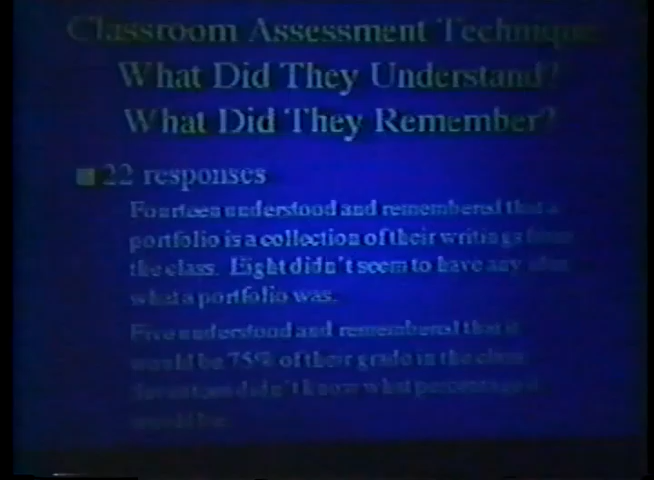 Classroom Assessment Technique
What Did They Understand?
What Did They Remember?
22 responses
Fourteen understood and remembered that a
portfolio is a collection of their writings from
the class. Eight didn't seem to have any idea
what a portfolio was.
Five understood and remembered that it
would be 75% of their grade in the class.
Seventeen didn't know what percentage it
would be.